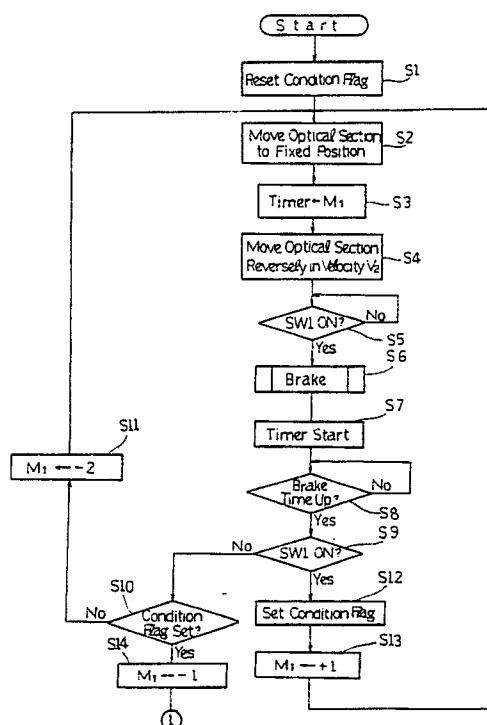 Start
Reset Condition Flag
S1
Move Optical Section
to Fixed Position
S2
Timer←M1
S3
Move Optical Section
Reversely in Velocity V2
S4
SW1 ON?
No
S5
Yes
S6
Brake
S7
Timer Start
S11
M1 ← -2
Brake
Time Up?
No
S8
Yes
S9
No
SW1 ON?
Yes
S10
S12
No
Condition
Flag Set?
Set Condition Flag
S14
Yes
S13
M1 ← -1
M1 ← +1
1